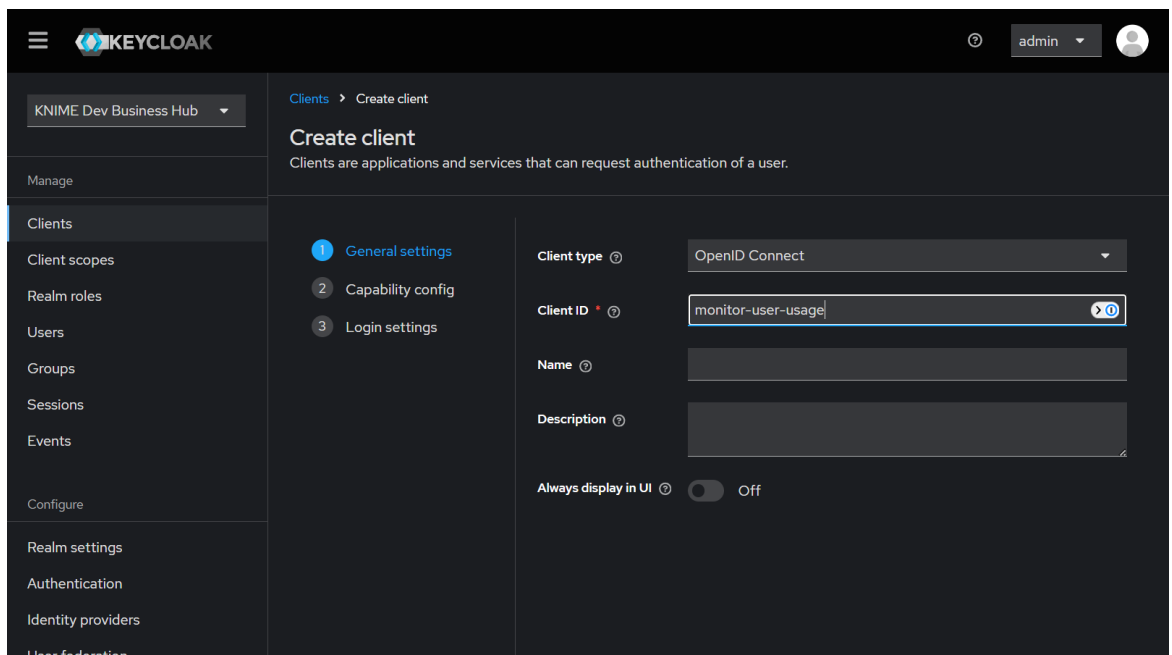 KEYCLOAK
admin
KNIME Dev Business Hub
Manage
Clients
Client scopes
Realm roles
Users
Groups
Sessions
Events
Configure
Realm settings
Authentication
Identity providers
User federation
Clients > Create client
Create client
Clients are applications and services that can request authentication of a user.
1 General settings
2 Capability config
3 Login settings
Client type
OpenID Connect
Client ID *
monitor-user-usage
Name
Description
Always display in UI
Off